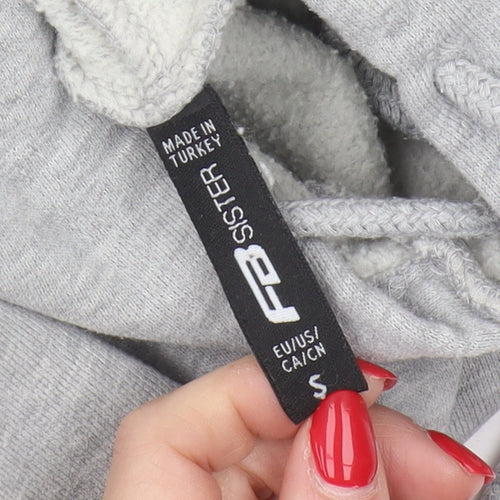 MADE IN
TURKEY
FB SISTER
EU/US/
CA/CN
S